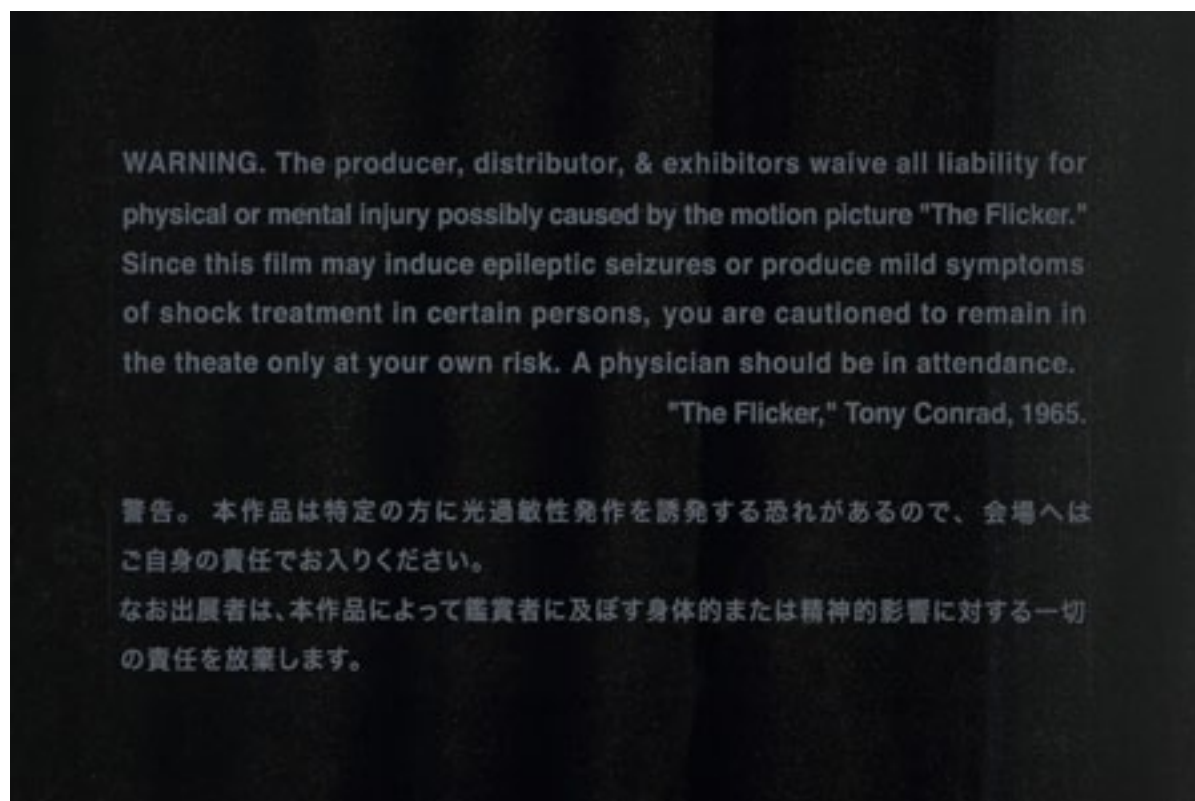 WARNING. The producer, distributor, & exhibitors waive all liability for
physical or mental injury possibly caused by the motion picture "The Flicker."
Since this film may induce epileptic seizures or produce mild symptoms
of shock treatment in certain persons, you are cautioned to remain in
the theate only at your own risk. A physician should be in attendance.
"The Flicker," Tony Conrad, 1965.
警告。 本作品は特定の方に光過敏性発作を誘発する恐れがあるので、会場へは
ご自身の責任でお入りください。
なお出展者は、本作品によって鑑賞者に及ぼす身体的または精神的影響に対する一切
の責任を放棄します。